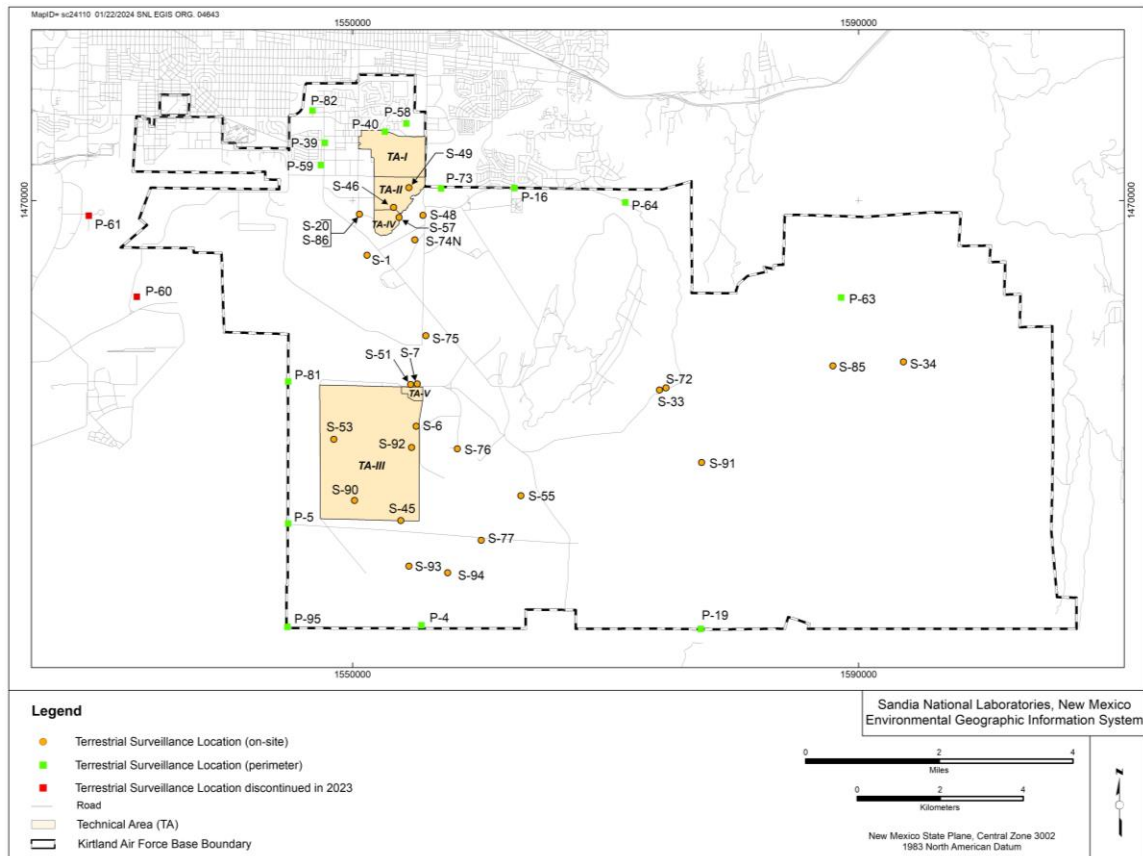 MapID= sc24110 01/22/2024 SNL EGIS ORG. 04643
1550000
1590000
P-82
P-58
P-40
P-39
TA-I
S-49
P-59
S-46
TA-II
P-73
P-16
1470000
P-64
1470000
P-61
S-20
S-86
TA-IV
S-48
S-57
S-74N
S-1
P-60
P-63
S-75
S-51
S-7
S-85
S-34
P-81
TA-V
S-72
S-33
S-53
S-6
S-92
S-76
TA-III
S-91
S-90
S-55
S-45
P-5
S-77
S-93
S-94
P-95
P-4
P-19
1550000
1590000
Legend
Terrestrial Surveillance Location (on-site)
Terrestrial Surveillance Location (perimeter)
Terrestrial Surveillance Location discontinued in 2023
Road
Technical Area (TA)
Kirtland Air Force Base Boundary
Sandia National Laboratories, New Mexico
Environmental Geographic Information System
0 2 4
Miles
0 2 4
Kilometers
N
New Mexico State Plane, Central Zone 3002
1983 North American Datum